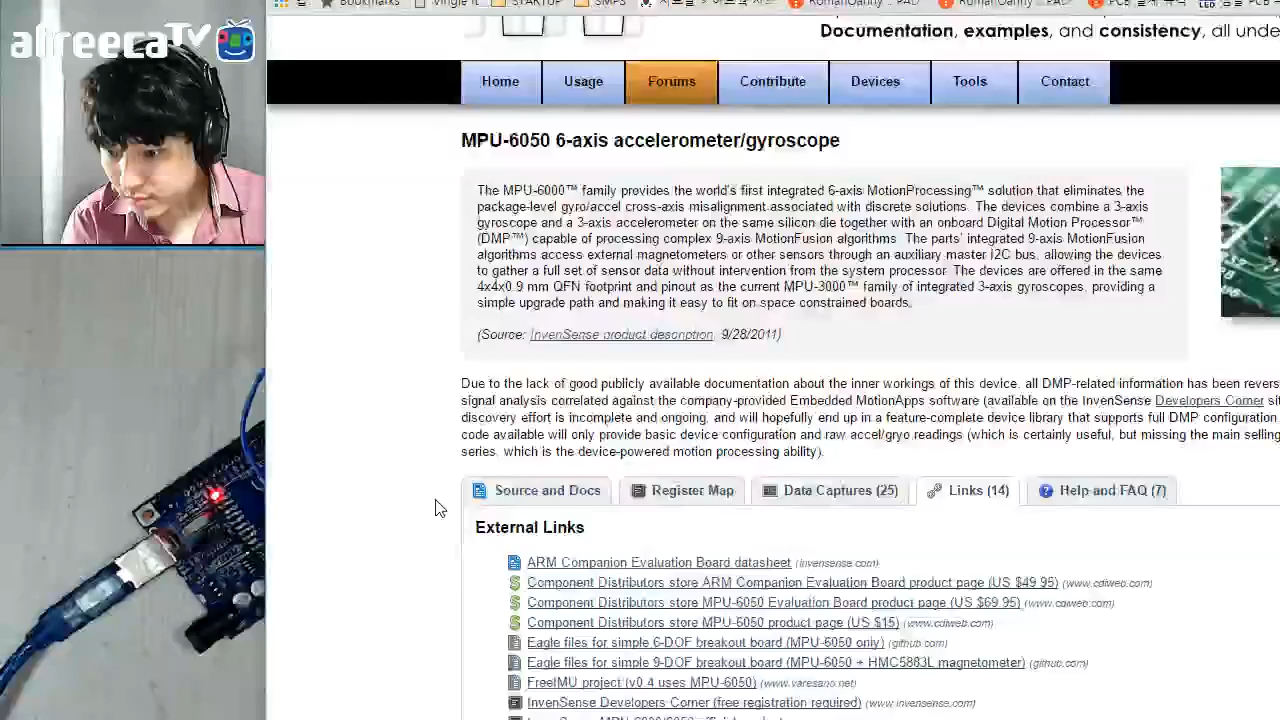 afreecaTV
Bookmarks
STARTUP
SMPS
LED
Documentation, examples, and consistency, all unde
Home
Usage
Forums
Contribute
Devices
Tools
Contact
MPU-6050 6-axis accelerometer/gyroscope
The MPU-6000™ family provides the world's first integrated 6-axis MotionProcessing™ solution that eliminates the
package-level gyro/accel cross-axis misalignment associated with discrete solutions. The devices combine a 3-axis
gyroscope and a 3-axis accelerometer on the same silicon die together with an onboard Digital Motion Processor™
(DMP™) capable of processing complex 9-axis MotionFusion algorithms. The parts' integrated 9-axis MotionFusion
algorithms access external magnetometers or other sensors through an auxiliary master I2C bus, allowing the devices
to gather a full set of sensor data without intervention from the system processor. The devices are offered in the same
4x4x0.9 mm QFN footprint and pinout as the current MPU-3000™ family of integrated 3-axis gyroscopes, providing a
simple upgrade path and making it easy to fit on space constrained boards.
(Source: InvenSense product description, 9/28/2011)
Due to the lack of good publicly available documentation about the inner workings of this device, all DMP-related information has been revers
signal analysis correlated against the company-provided Embedded MotionApps software (available on the InvenSense Developers Corner sit
discovery effort is incomplete and ongoing, and will hopefully end up in a feature-complete device library that supports full DMP configuration
code available will only provide basic device configuration and raw accel/gryo readings (which is certainly useful, but missing the main selling
series, which is the device-powered motion processing ability).
Source and Docs
Register Map
Data Captures (25)
Links (14)
Help and FAQ (7)
External Links
ARM Companion Evaluation Board datasheet (invensense.com)
Component Distributors store ARM Companion Evaluation Board product page (US $49.95) (www.cdiweb.com)
Component Distributors store MPU-6050 Evaluation Board product page (US $69.95) (www.cdiweb.com)
Component Distributors store MPU-6050 product page (US $15) (www.cdiweb.com)
Eagle files for simple 6-DOF breakout board (MPU-6050 only) (github.com)
Eagle files for simple 9-DOF breakout board (MPU-6050 + HMC5883L magnetometer) (github.com)
FreeIMU project (v0.4 uses MPU-6050) (www.varesano.net)
InvenSense Developers Corner (free registration required) (www.invensense.com)